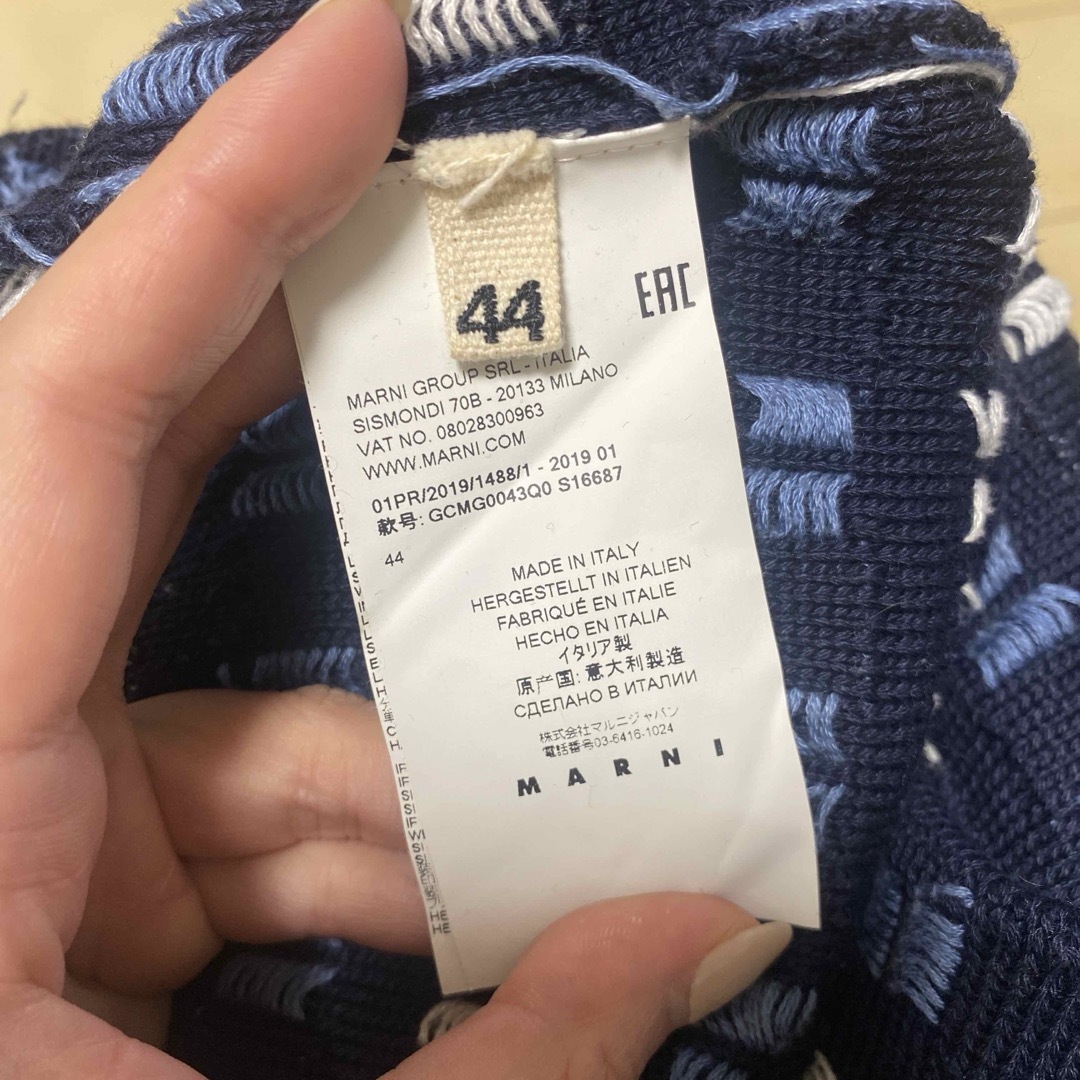 44
EAC
MARNI GROUP SRL - ITALIA
SISMONDI 70B - 20133 MILANO
VAT NO. 08028300963
WWW.MARNI.COM
01PR/2019/1488/1 - 2019 01
款号: GCMG0043Q0 S16687
44
MADE IN ITALY
HERGESTELLT IN ITALIEN
FABRIQUÉ EN ITALIE
HECHO EN ITALIA
イタリア製
原产国: 意大利製造
СДЕЛАНО В ИТАЛИИ
株式会社マルニジャパン
電話番号03-6416-1024
MARNI